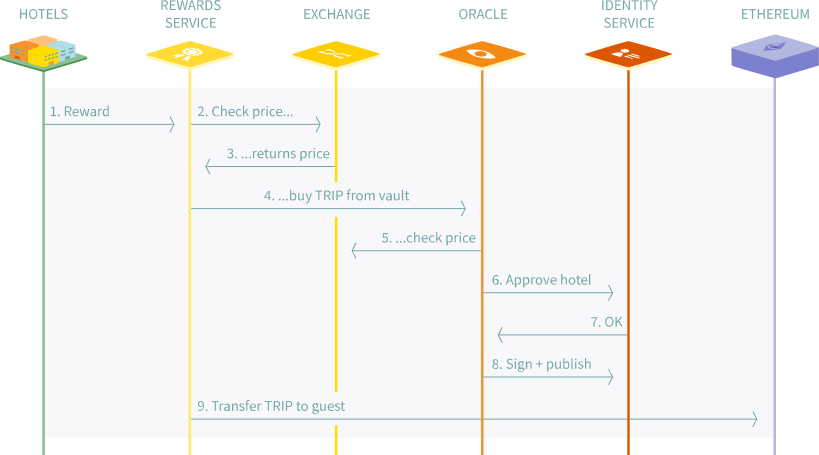 HOTELS
REWARDS
SERVICE
EXCHANGE
ORACLE
IDENTITY
SERVICE
ETHEREUM
1. Reward
2. Check price...
3. ...returns price
4. ...buy TRIP from vault
5. ...check price
6. Approve hotel
7. OK
8. Sign + publish
9. Transfer TRIP to guest